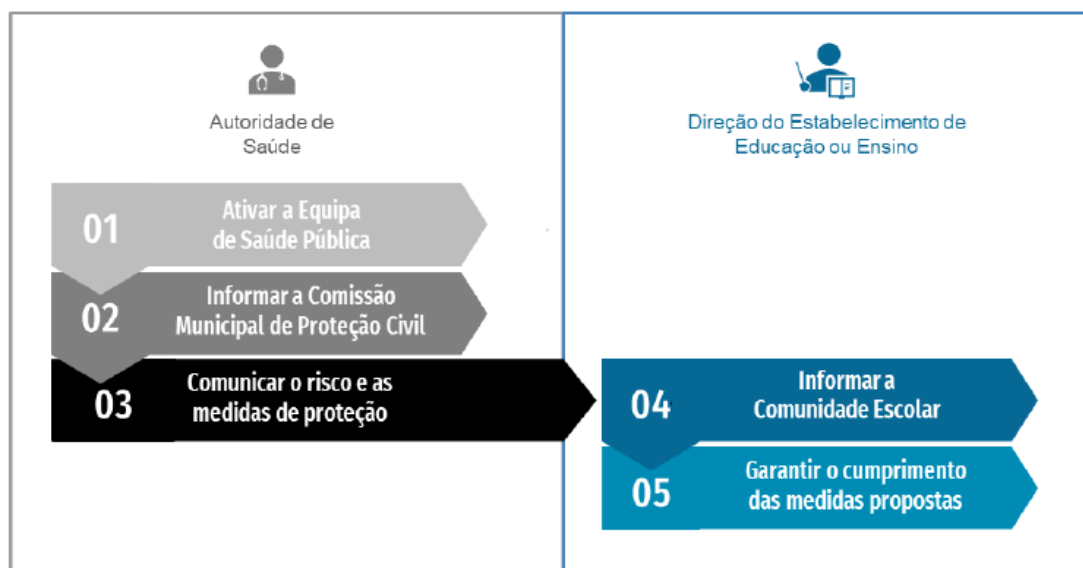 Autoridade de
Saúde
01
Ativar a Equipa
de Saúde Pública
02
Informar a Comissão
Municipal de Proteção Civil
03
Comunicar o risco e as
medidas de proteção
Direção do Estabelecimento de
Educação ou Ensino
04
Informar a
Comunidade Escolar
05
Garantir o cumprimento
das medidas propostas